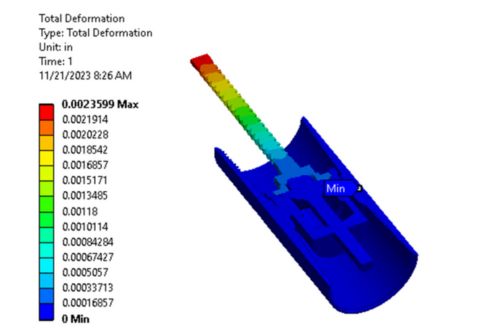 Total Deformation
Type: Total Deformation
Unit: in
Time: 1
11/21/2023 8:26 AM
0.0023599 Max
0.0021914
0.0020228
0.0018542
0.0016857
0.0015171
0.0013485
0.00118
0.0010114
0.00084284
0.00067427
0.0005057
0.00033713
0.00016857
0 Min
Min